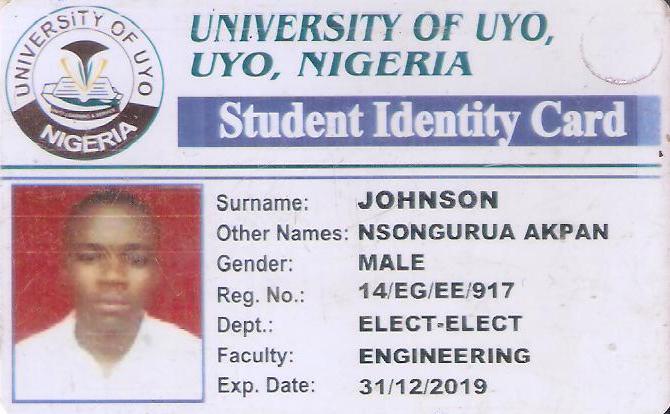 UNIVERSITY OF UYO
NIGERIA
UNIVERSITY OF UYO,
UYO, NIGERIA
Student Identity Card
Surname: JOHNSON
Other Names: NSONGURUA AKPAN
Gender: MALE
Reg. No.: 14/EG/EE/917
Dept.: ELECT-ELECT
Faculty: ENGINEERING
Exp. Date: 31/12/2019